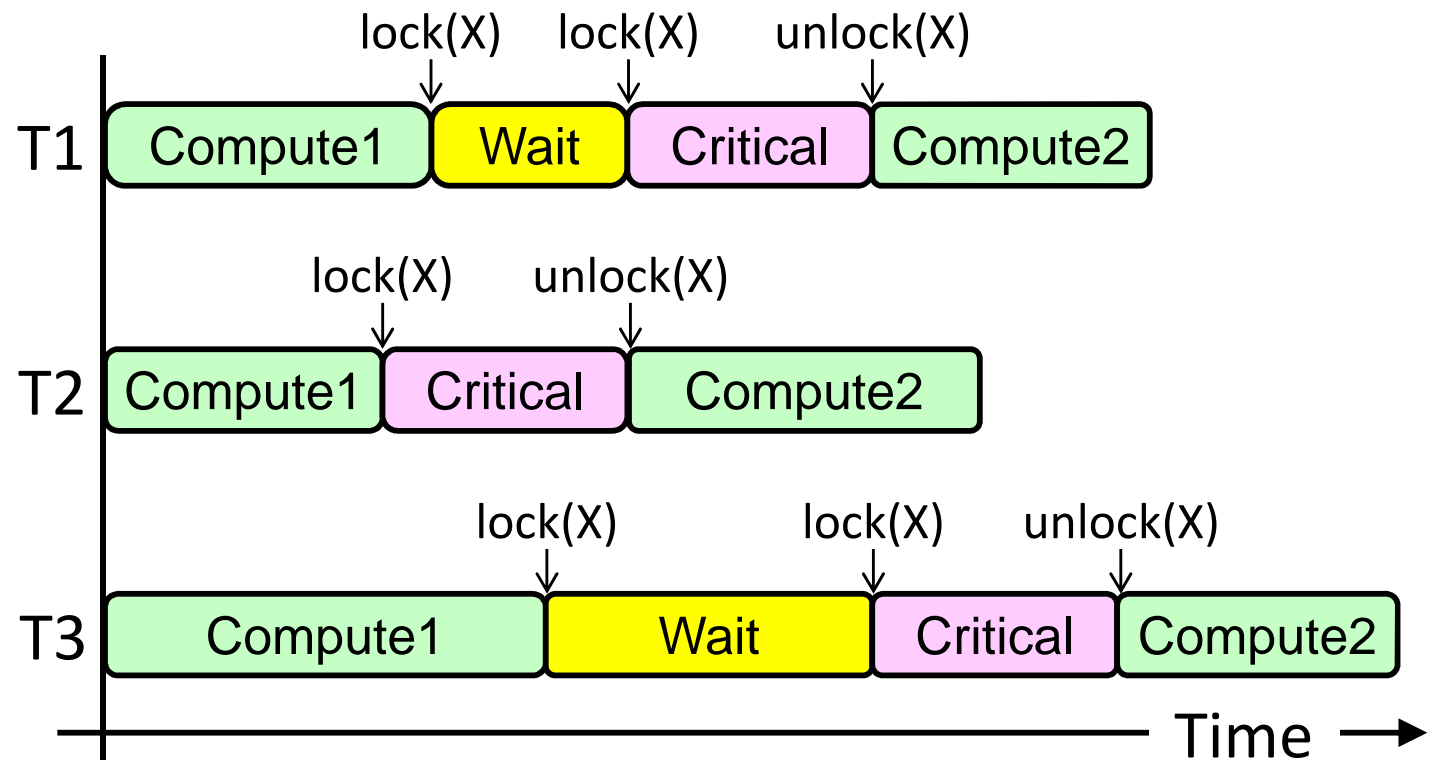 lock(X) lock(X) unlock(X)
T1 Compute1 Wait Critical Compute2
lock(X) unlock(X)
T2 Compute1 Critical Compute2
lock(X) lock(X) unlock(X)
T3 Compute1 Wait Critical Compute2
Time